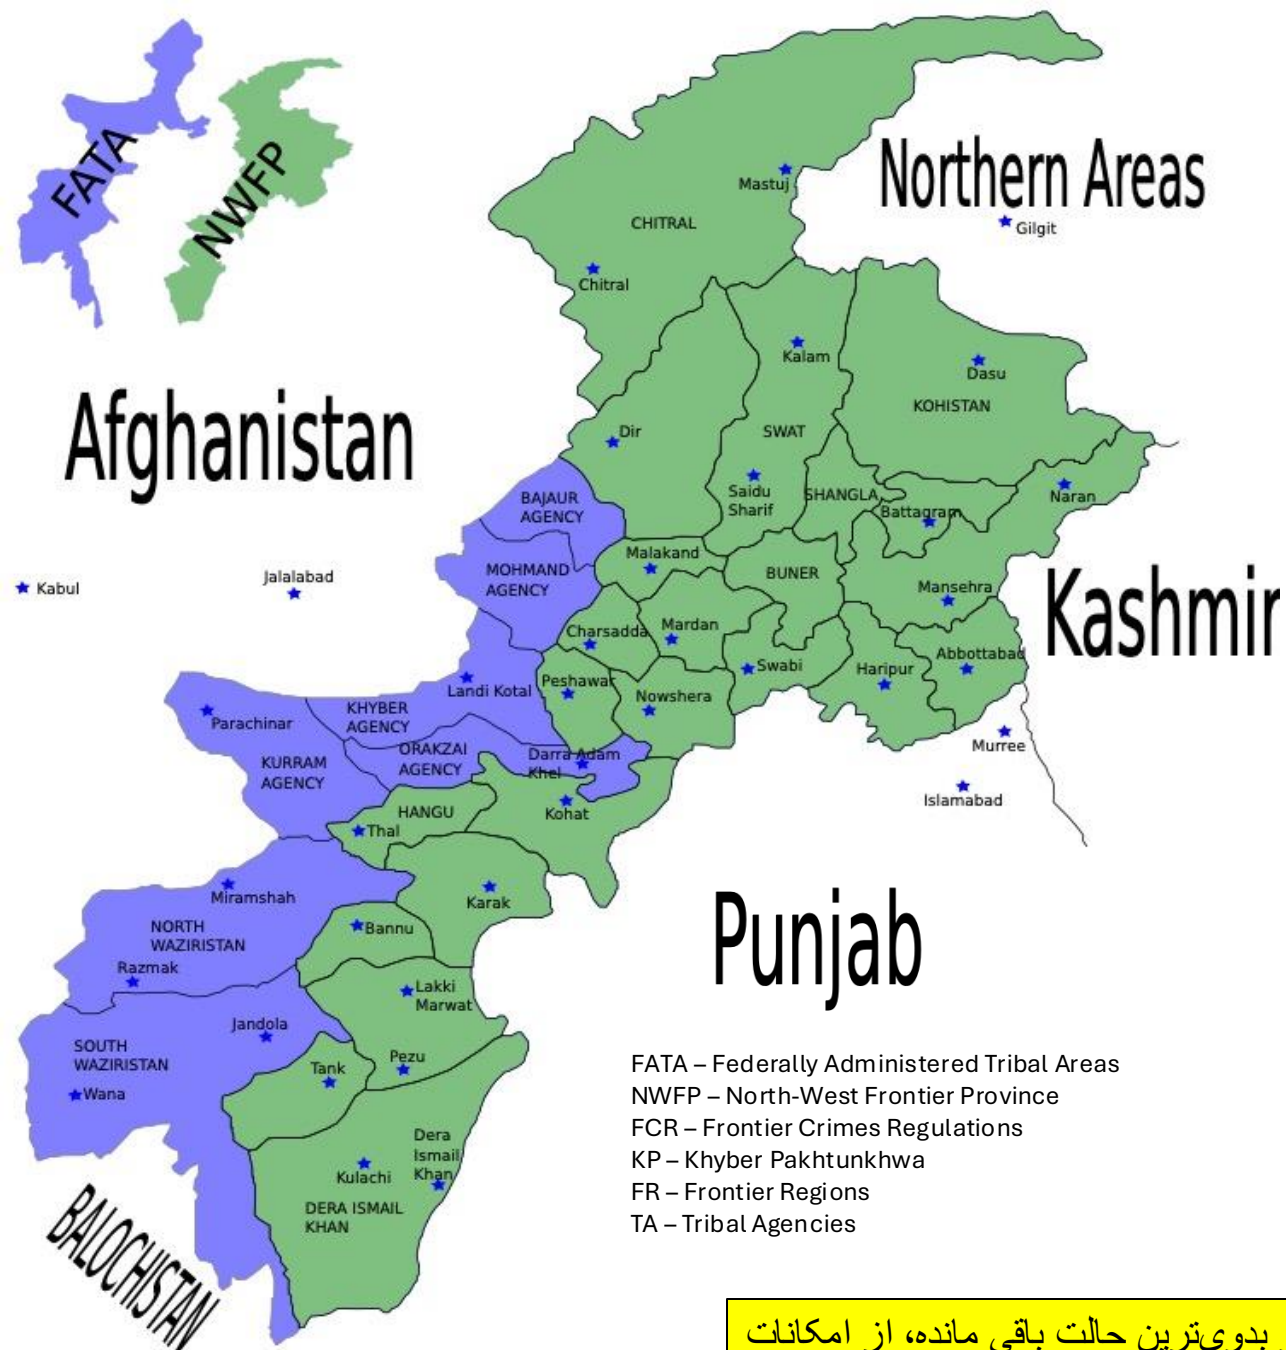 FATA
NWFP
Northern Areas
Gilgit
Mastuj
CHITRAL
Chitral
Kalam
Dasu
KOHISTAN
Afghanistan
Dir
SWAT
Saidu
Sharif
SHANGLA
Battagram
Naran
BAJAUR
AGENCY
Malakand
MOHMAND
AGENCY
BUNER
Mansehra
Kashmir
Kabul
Jalalabad
Charsadda
Mardan
Swabi
Haripur
Abbottabad
Landi Kotal
Peshawar
Nowshera
Parachinar
KHYBER
AGENCY
Murree
KURRAM
AGENCY
ORAKZAI
AGENCY
Darra Adam
Khel
Islamabad
HANGU
Thal
Kohat
Miramshah
Karak
Punjab
NORTH
WAZIRISTAN
Bannu
Razmak
Lakki
Marwat
Jandola
SOUTH
WAZIRISTAN
Tank
Pezu
Wana
Dera
Ismail
Khan
Kulachi
DERA ISMAIL
KHAN
BALOCHISTAN
FATA – Federally Administered Tribal Areas
NWFP – North-West Frontier Province
FCR – Frontier Crimes Regulations
KP – Khyber Pakhtunkhwa
FR – Frontier Regions
TA – Tribal Agencies
بدوی‌ترین حالت باقی مانده، از امکانات